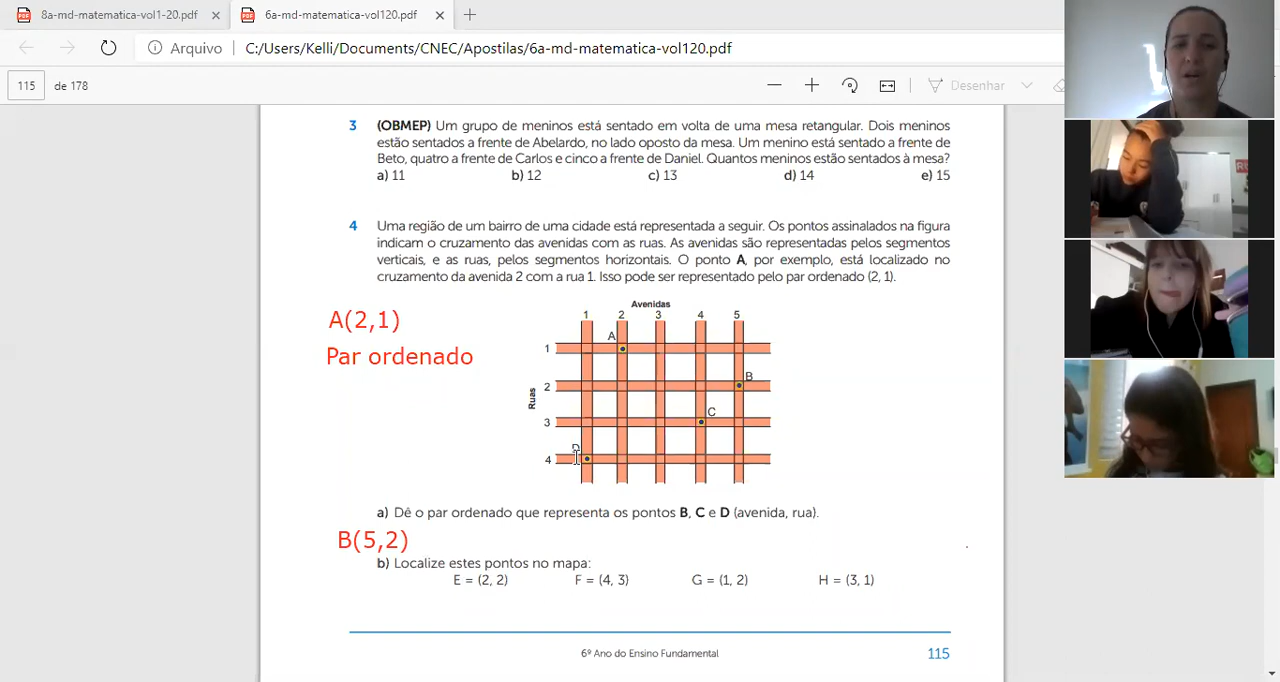 8a-md-matematica-vol1-20.pdf
6a-md-matematica-vol120.pdf
Arquivo
C:/Users/Kelli/Documents/CNEC/Apostilas/6a-md-matematica-vol120.pdf
115 de 178
Desenhar
3 (OBMEP) Um grupo de meninos está sentado em volta de uma mesa retangular. Dois meninos
estão sentados a frente de Abelardo, no lado oposto da mesa. Um menino está sentado a frente de
Beto, quatro a frente de Carlos e cinco a frente de Daniel. Quantos meninos estão sentados à mesa?
a) 11 b) 12 c) 13 d) 14 e) 15
4 Uma região de um bairro de uma cidade está representada a seguir. Os pontos assinalados na figura
indicam o cruzamento das avenidas com as ruas. As avenidas são representadas pelos segmentos
verticais, e as ruas, pelos segmentos horizontais. O ponto A, por exemplo, está localizado no
cruzamento da avenida 2 com a rua 1. Isso pode ser representado pelo par ordenado (2, 1).
A(2,1)
Par ordenado
Avenidas
1 2 3 4 5
A
1
B
2
Ruas
C
3
D
4
a) Dê o par ordenado que representa os pontos B, C e D (avenida, rua).
B(5,2)
b) Localize estes pontos no mapa:
E = (2, 2) F = (4, 3) G = (1, 2) H = (3, 1)
6º Ano do Ensino Fundamental
115